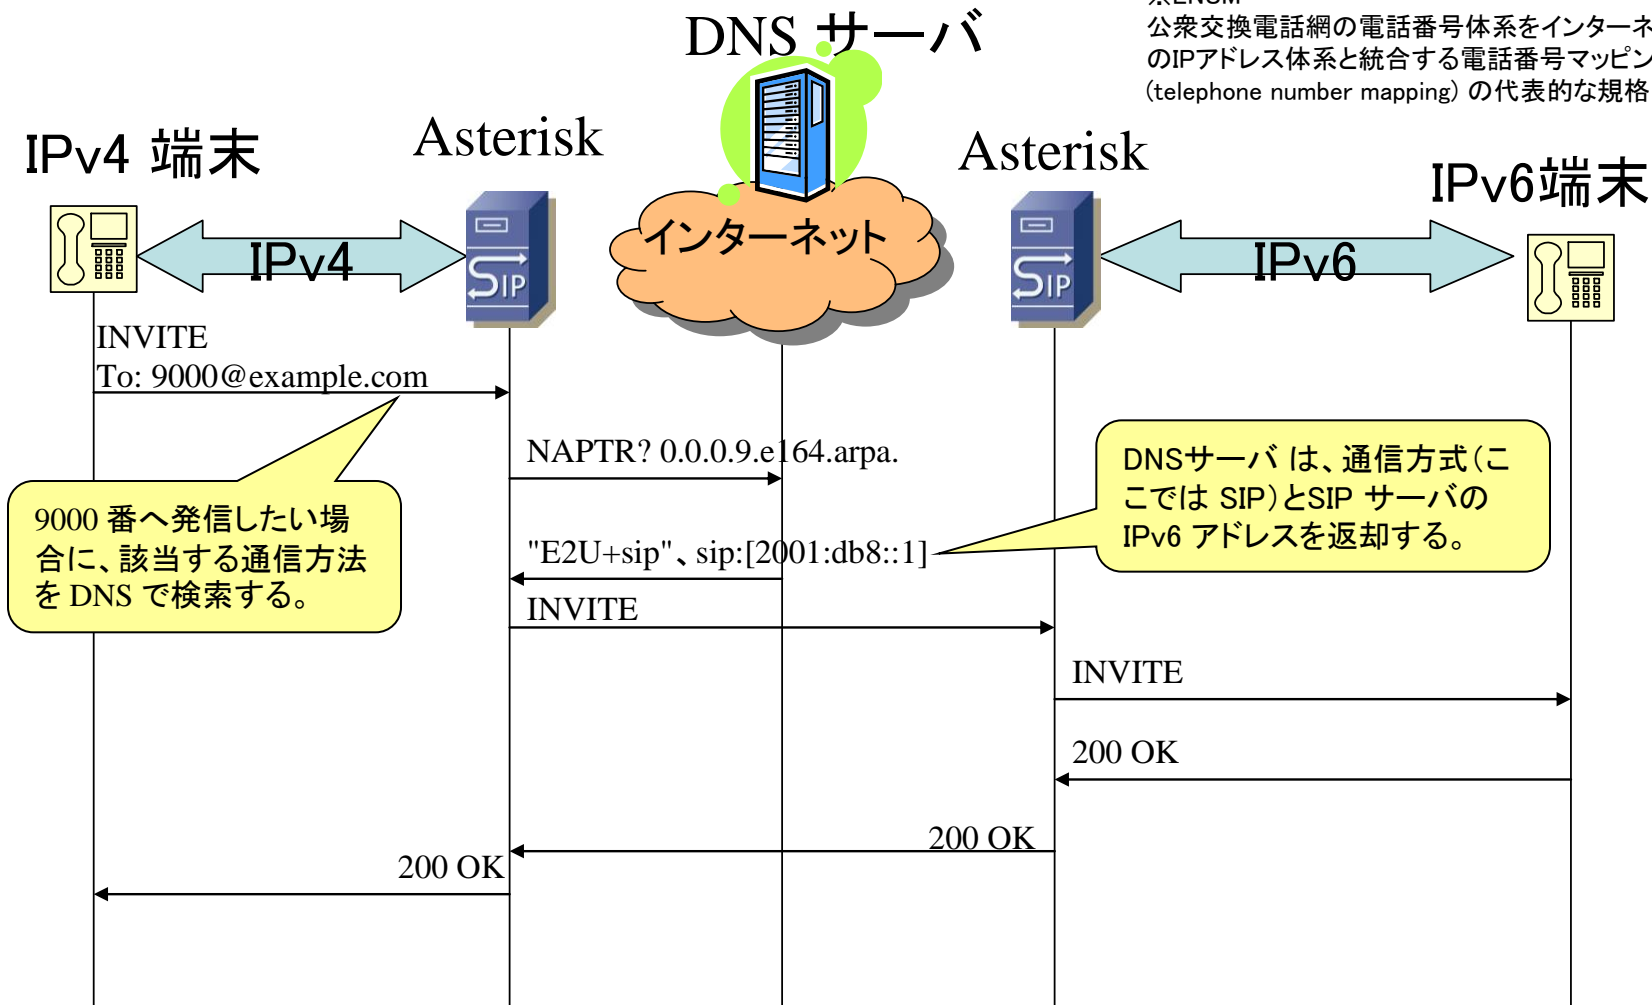 DNS サーバ
公衆交換電話網の電話番号体系をインターネ
のIPアドレス体系と統合する電話番号マッピン
(telephone number mapping) の代表的な規格
IPv4 端末
Asterisk
Asterisk
IPv6端末
インターネット
IPv4
SIP
SIP
IPv6
INVITE
To: 9000@example.com
NAPTR? 0.0.0.9.e164.arpa.
DNSサーバ は、通信方式(こ
こでは SIP)とSIP サーバの
IPv6 アドレスを返却する。
9000 番へ発信したい場
合に、該当する通信方法
を DNS で検索する。
"E2U+sip"、sip:[2001:db8::1]
INVITE
INVITE
200 OK
200 OK
200 OK